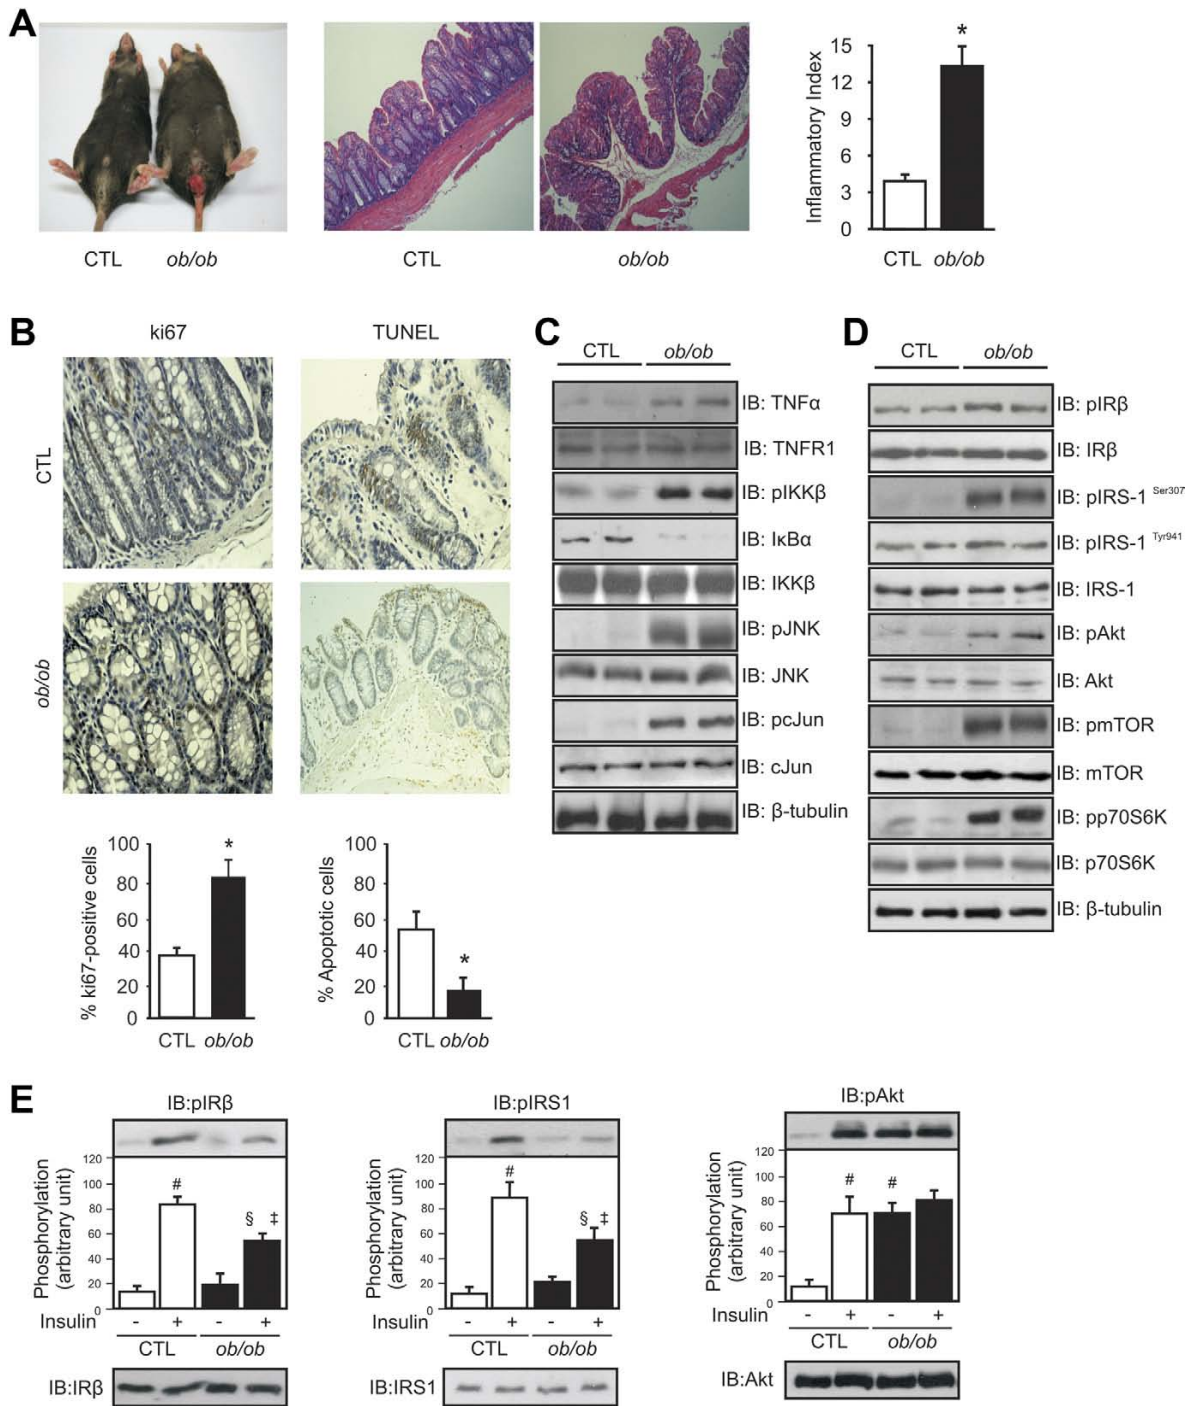 A
CTL
ob/ob
CTL
ob/ob
Inflammatory Index
15
12
9
6
3
0
*
CTL ob/ob
B
ki67
TUNEL
CTL
ob/ob
% ki67-positive cells
100
80
60
40
20
0
*
CTL ob/ob
% Apoptotic cells
100
80
60
40
20
0
*
CTL ob/ob
C
CTL
ob/ob
IB: TNFα
IB: TNFR1
IB: pIKKβ
IB: IκBα
IB: IKKβ
IB: pJNK
IB: JNK
IB: pcJun
IB: cJun
IB: β-tubulin
D
CTL
ob/ob
IB: pIRβ
IB: IRβ
IB: pIRS-1 Ser307
IB: pIRS-1 Tyr941
IB: IRS-1
IB: pAkt
IB: Akt
IB: pmTOR
IB: mTOR
IB: pp70S6K
IB: p70S6K
IB: β-tubulin
E
IB:pIRβ
Phosphorylation
(arbitrary unit)
120
100
80
60
40
20
0
#
§ ‡
Insulin - + - +
CTL ob/ob
IB:IRβ
IB:pIRS1
Phosphorylation
(arbitrary unit)
120
100
80
60
40
20
0
#
§ ‡
Insulin - + - +
CTL ob/ob
IB:IRS1
IB:pAkt
Phosphorylation
(arbitrary unit)
120
100
80
60
40
20
0
# #
Insulin - + - +
CTL ob/ob
IB:Akt